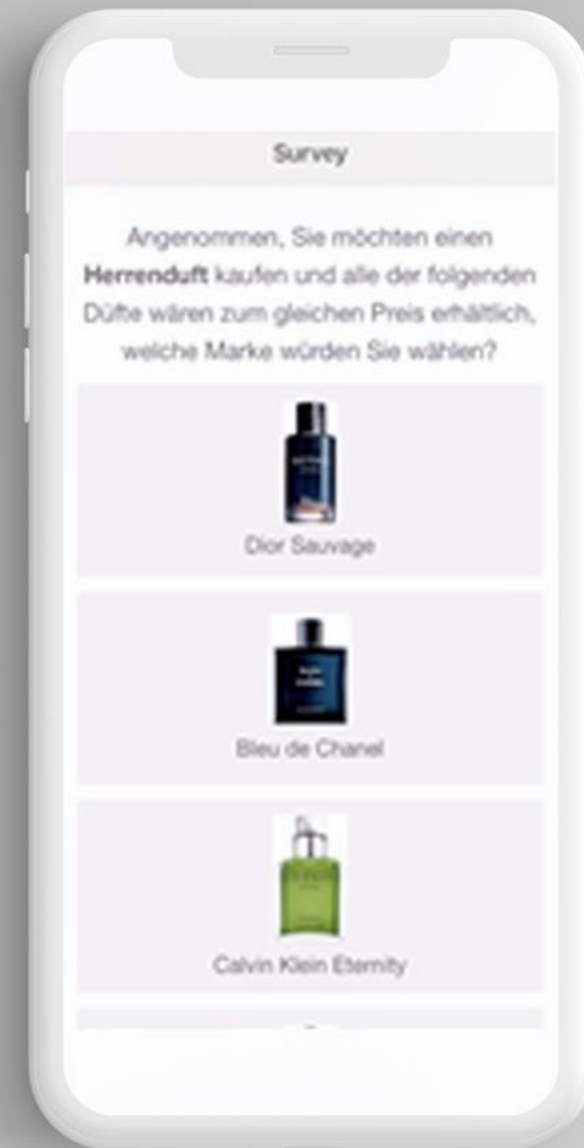 Survey
Angenommen, Sie möchten einen
Herrenduft kaufen und alle der folgenden
Düfte wären zum gleichen Preis erhältlich,
welche Marke würden Sie wählen?
Dior Sauvage
Bleu de Chanel
Calvin Klein Eternity